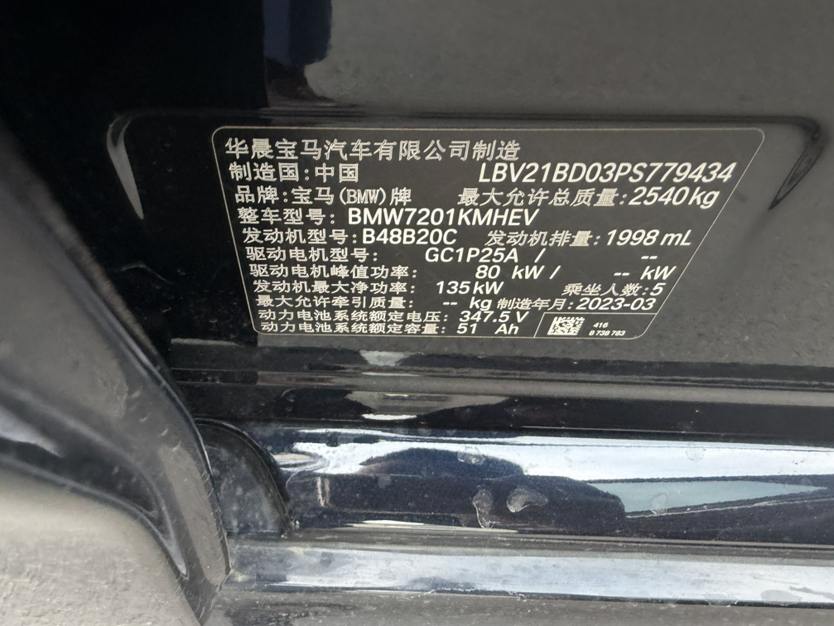 华晨宝马汽车有限公司制造
制造国:中国 LBV21BD03PS779434
品牌:宝马(BMW)牌 最大允许总质量:2540kg
整车型号:BMW7201KMHEV
发动机型号:B48B20C 发动机排量:1998 mL
驱动电机型号: GC1P25A / --
驱动电机峰值功率: 80 kW/ -- kW
发动机最大净功率: 135kW 乘坐人数:5
最大允许牵引质量: -- kg 制造年月:2023-03
动力电池系统额定电压:347.5 V
动力电池系统额定容量:51 Ah
416
8 738 783